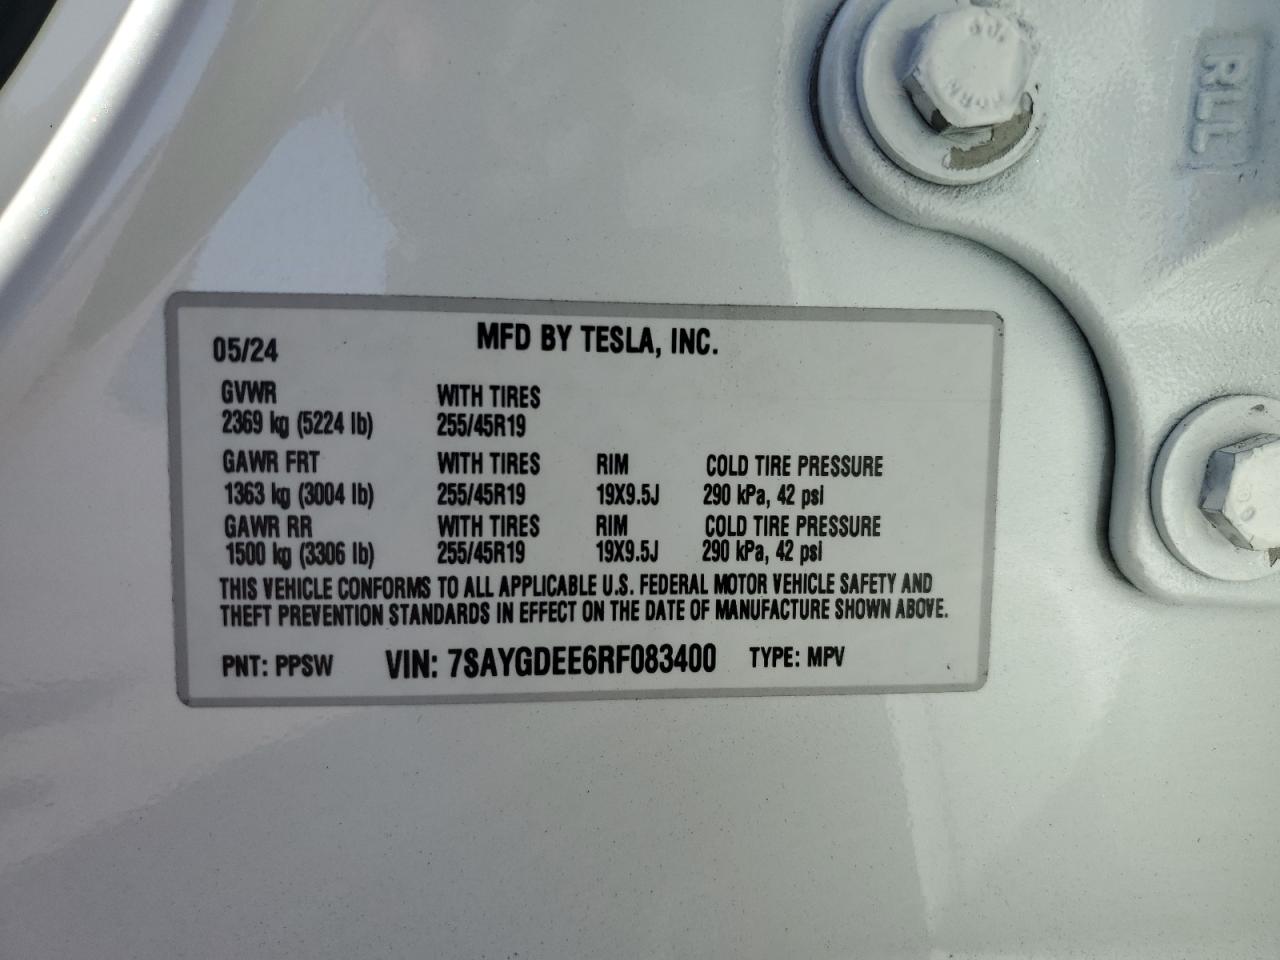 RLL
05/24 MFD BY TESLA, INC.
GVWR WITH TIRES
2369 kg (5224 lb) 255/45R19
GAWR FRT WITH TIRES RIM COLD TIRE PRESSURE
1363 kg (3004 lb) 255/45R19 19X9.5J 290 kPa, 42 psi
GAWR RR WITH TIRES RIM COLD TIRE PRESSURE
1500 kg (3306 lb) 255/45R19 19X9.5J 290 kPa, 42 psi
THIS VEHICLE CONFORMS TO ALL APPLICABLE U.S. FEDERAL MOTOR VEHICLE SAFETY AND
THEFT PREVENTION STANDARDS IN EFFECT ON THE DATE OF MANUFACTURE SHOWN ABOVE.
PNT: PPSW VIN: 7SAYGDEE6RF083400 TYPE: MPV